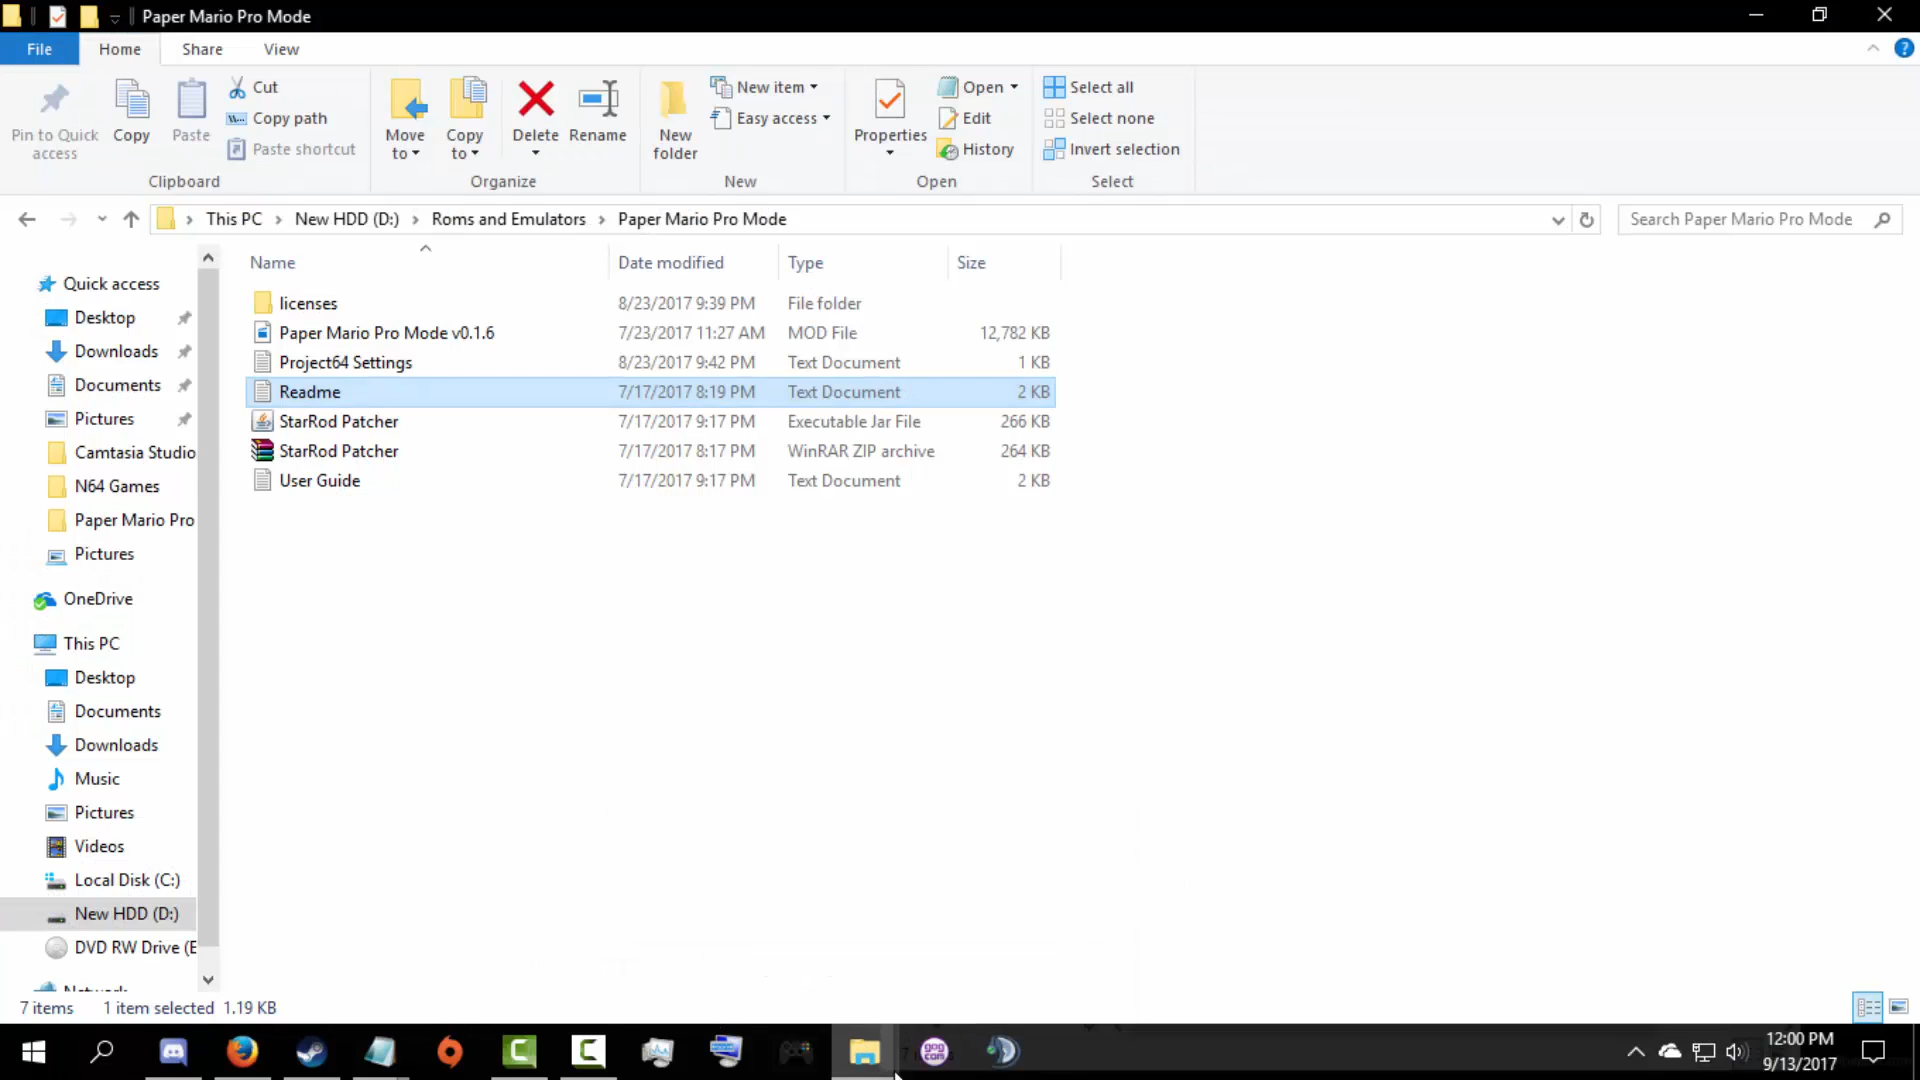 Paper Mario Pro Mode
File Home Share View
Pin to Quick access
Copy
Paste
Cut
Copy path
Paste shortcut
Move to
Copy to
Delete
Rename
New folder
New item
Easy access
Properties
Open
Edit
History
Select all
Select none
Invert selection
Clipboard Organize New Open Select
This PC New HDD (D:) Roms and Emulators Paper Mario Pro Mode
Search Paper Mario Pro Mode
Name Date modified Type Size
licenses 8/23/2017 9:39 PM File folder
Paper Mario Pro Mode v0.1.6 7/23/2017 11:27 AM MOD File 12,782 KB
Project64 Settings 8/23/2017 9:42 PM Text Document 1 KB
Readme 7/17/2017 8:19 PM Text Document 2 KB
StarRod Patcher 7/17/2017 9:17 PM Executable Jar File 266 KB
StarRod Patcher 7/17/2017 8:17 PM WinRAR ZIP archive 264 KB
User Guide 7/17/2017 9:17 PM Text Document 2 KB
Quick access
Desktop
Downloads
Documents
Pictures
Camtasia Studio
N64 Games
Paper Mario Pro
Pictures
OneDrive
This PC
Desktop
Documents
Downloads
Music
Pictures
Videos
Local Disk (C:)
New HDD (D:)
DVD RW Drive (E
Network
7 items 1 item selected 1.19 KB
gog com
12:00 PM
9/13/2017